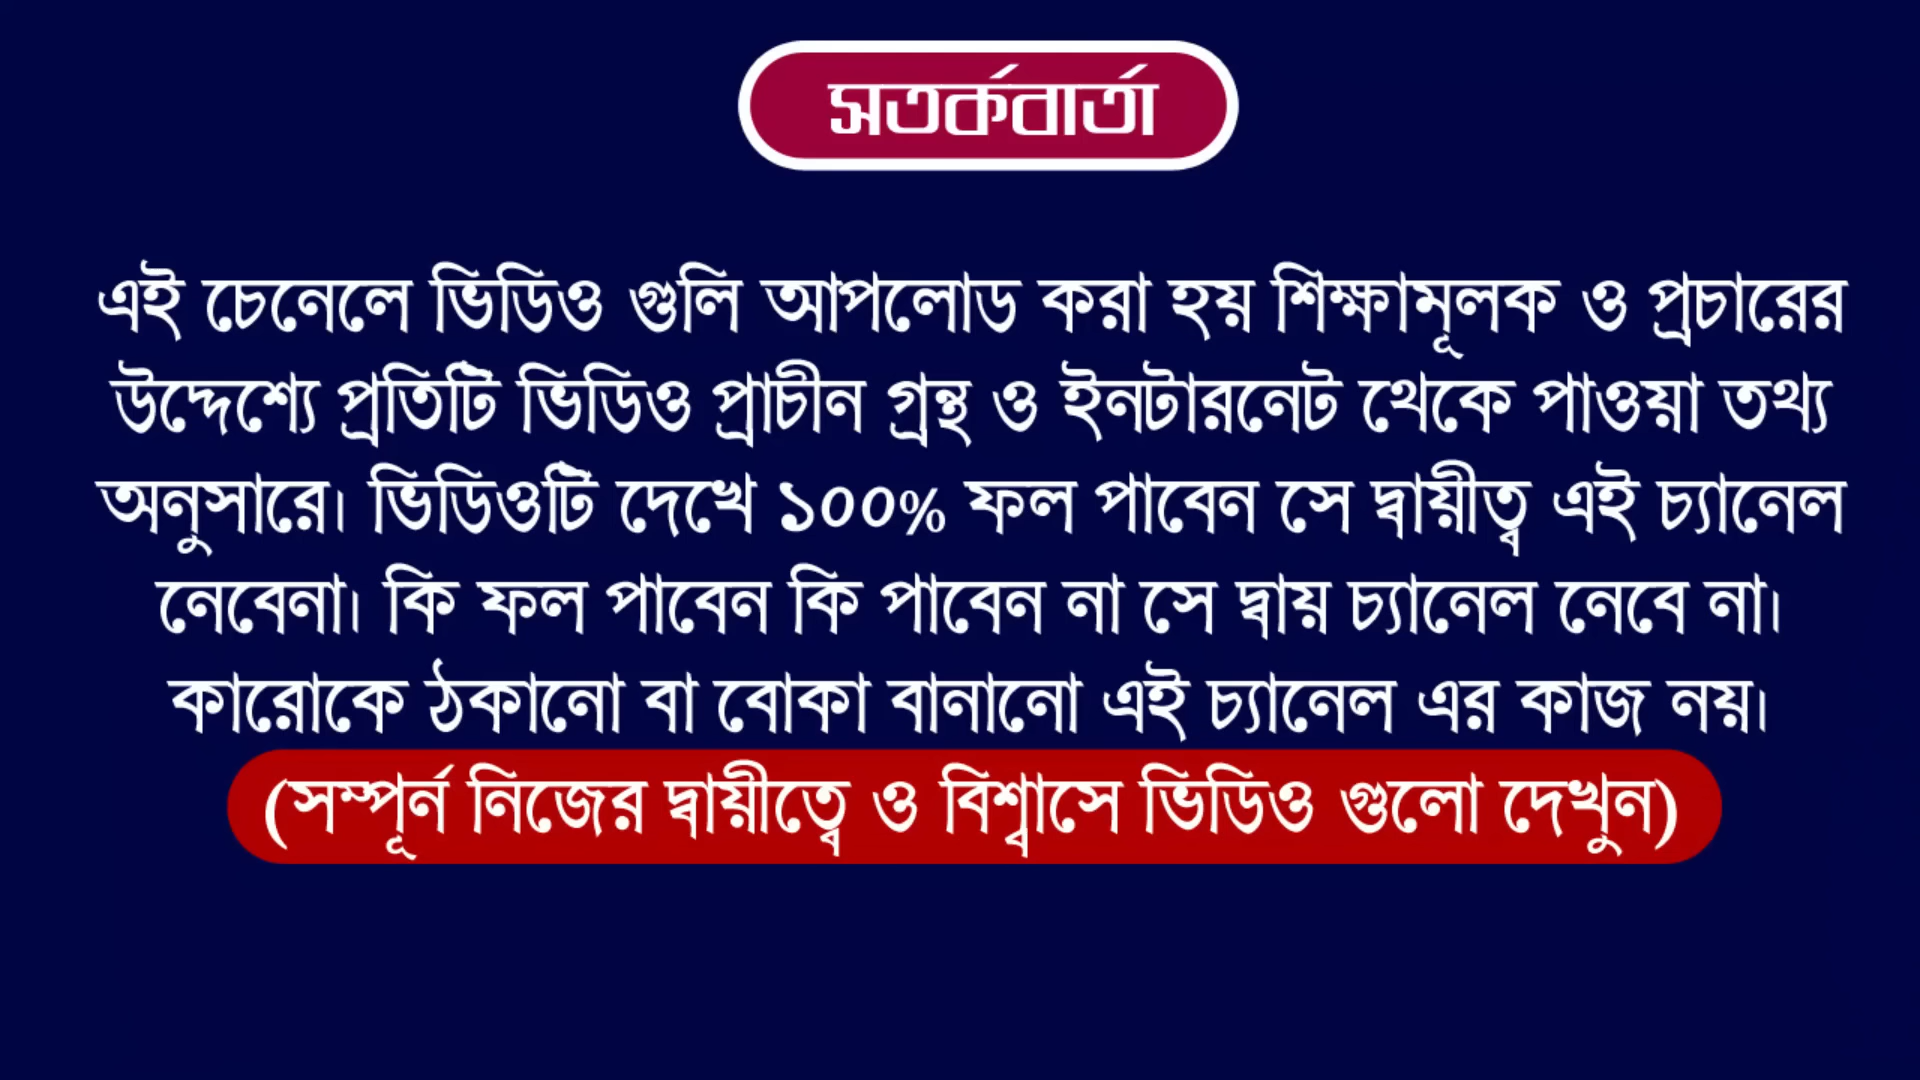 সতর্কবার্তা
এই চেনেলে ভিডিও গুলি আপলোড করা হয় শিক্ষামূলক ও প্রচারের
উদ্দেশ্যে প্রতিটি ভিডিও প্রাচীন গ্রন্থ ও ইনটারনেট থেকে পাওয়া তথ্য
অনুসারে। ভিডিওটি দেখে ১০০% ফল পাবেন সে দ্বায়ীত্ব এই চ্যানেল
নেবেনা। কি ফল পাবেন কি পাবেন না সে দ্বায় চ্যানেল নেবে না।
কারোকে ঠকানো বা বোকা বানানো এই চ্যানেল এর কাজ নয়।
(সম্পূর্ন নিজের দ্বায়ীত্বে ও বিশ্বাসে ভিডিও গুলো দেখুন)